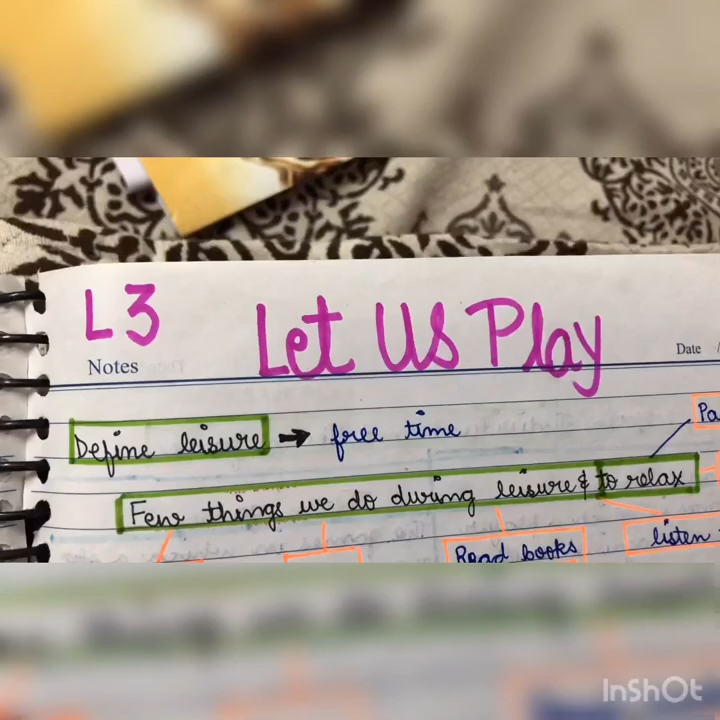 L 3
Let Us Play
Notes
Date
Define leisure → free time
Pa
Few things we do during leisure & to relax
Read books
listen
InShOt